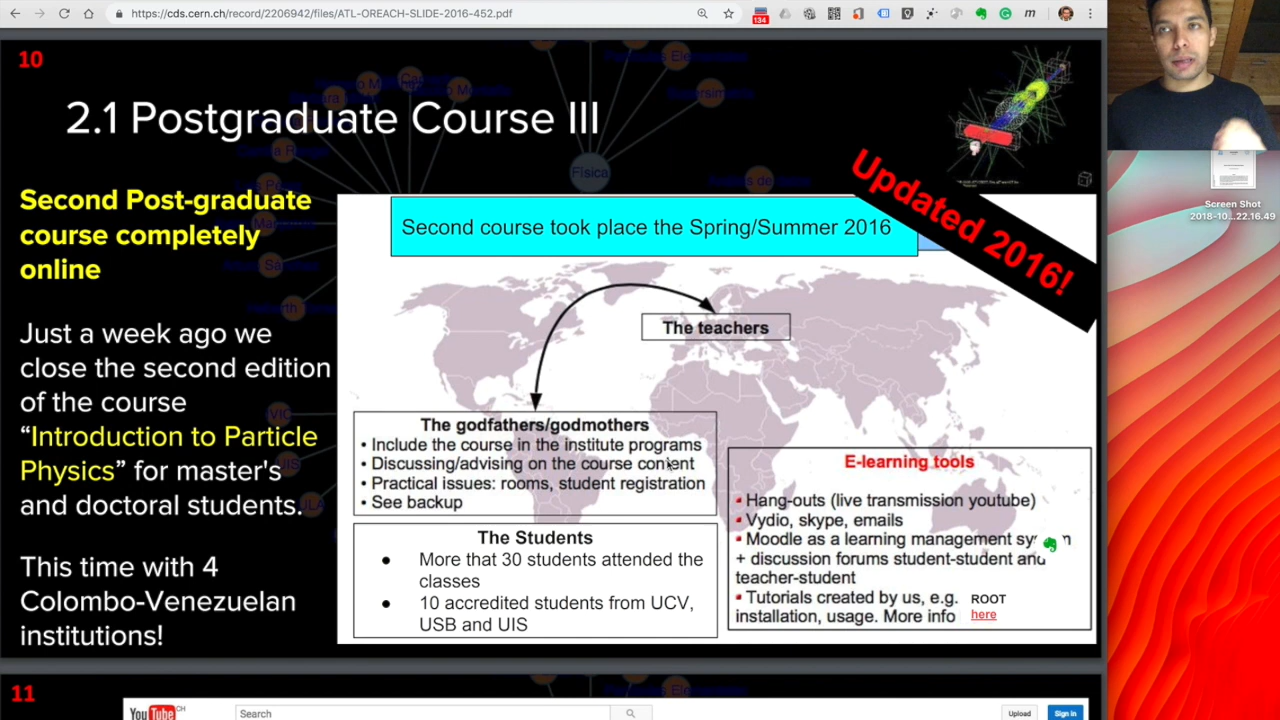 https://cds.cern.ch/record/2206942/files/ATL-OREACH-SLIDE-2016-452.pdf
134
10
2.1 Postgraduate Course III
Updated 2016!
Second Post-graduate
course completely
online
Just a week ago we
close the second edition
of the course
“Introduction to Particle
Physics” for master's
and doctoral students.
This time with 4
Colombo-Venezuelan
institutions!
Física
Second course took place the Spring/Summer 2016
The teachers
The godfathers/godmothers
• Include the course in the institute programs
• Discussing/advising on the course content
• Practical issues: rooms, student registration
• See backup
The Students
● More that 30 students attended the
classes
● 10 accredited students from UCV,
USB and UIS
E-learning tools
Hang-outs (live transmission youtube)
Vydio, skype, emails
Moodle as a learning management
+ discussion forums student-student and
teacher-student
Tutorials created by us, e.g. ROOT
installation, usage. More info here
Screen Shot
2018-10...22.16.49
11
YouTube CH
Search
Upload
Sign in